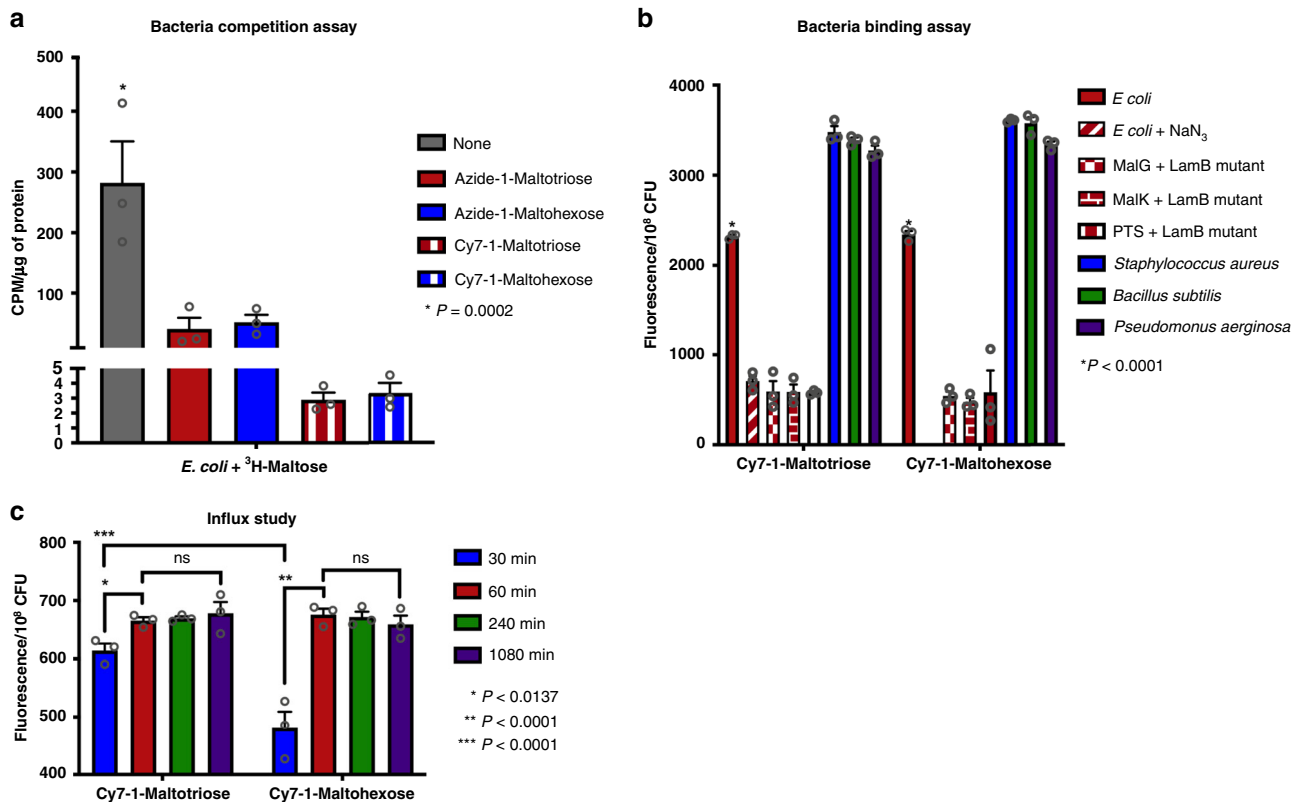 a
Bacteria competition assay
500
400
300
200
100
5
4
3
2
1
0
CPM/μg of protein
*
E. coli + ³H-Maltose
None
Azide-1-Maltotriose
Azide-1-Maltohexose
Cy7-1-Maltotriose
Cy7-1-Maltohexose
* P = 0.0002
b
Bacteria binding assay
4000
3000
2000
1000
0
Fluorescence/10⁸ CFU
*
*
Cy7-1-Maltotriose
Cy7-1-Maltohexose
E coli
E coli + NaN₃
MalG + LamB mutant
MalK + LamB mutant
PTS + LamB mutant
Staphylococcus aureus
Bacillus subtilis
Pseudomonus aerginosa
*P < 0.0001
c
Influx study
800
700
600
500
400
Fluorescence/10⁸ CFU
***
*
ns
**
ns
Cy7-1-Maltotriose
Cy7-1-Maltohexose
30 min
60 min
240 min
1080 min
* P < 0.0137
** P < 0.0001
*** P < 0.0001